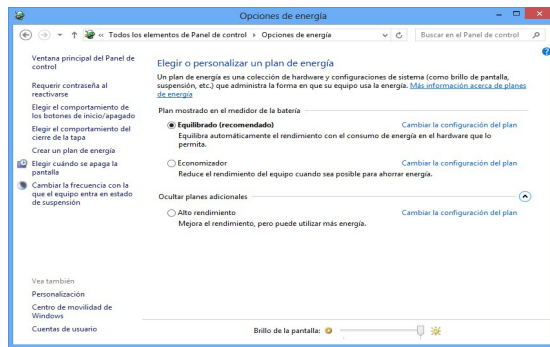 Opciones de energía
« Todos los elementos de Panel de control ▸ Opciones de energía
Buscar en el Panel de control
Ventana principal del Panel de
control
Requerir contraseña al
reactivarse
Elegir el comportamiento de
los botones de inicio/apagado
Elegir el comportamiento del
cierre de la tapa
Crear un plan de energía
Elegir cuándo se apaga la
pantalla
Cambiar la frecuencia con la
que el equipo entra en estado
de suspensión
Vea también
Personalización
Centro de movilidad de
Windows
Cuentas de usuario
Elegir o personalizar un plan de energía
Un plan de energía es una colección de hardware y configuraciones de sistema (como brillo de pantalla,
suspensión, etc.) que administra la forma en que su equipo usa la energía. Más información acerca de planes
de energía
Plan mostrado en el medidor de la batería
Equilibrado (recomendado) Cambiar la configuración del plan
Equilibra automáticamente el rendimiento con el consumo de energía en el hardware que lo
permita.
Economizador Cambiar la configuración del plan
Reduce el rendimiento del equipo cuando sea posible para ahorrar energía.
Ocultar planes adicionales
Alto rendimiento Cambiar la configuración del plan
Mejora el rendimiento, pero puede utilizar más energía.
Brillo de la pantalla: